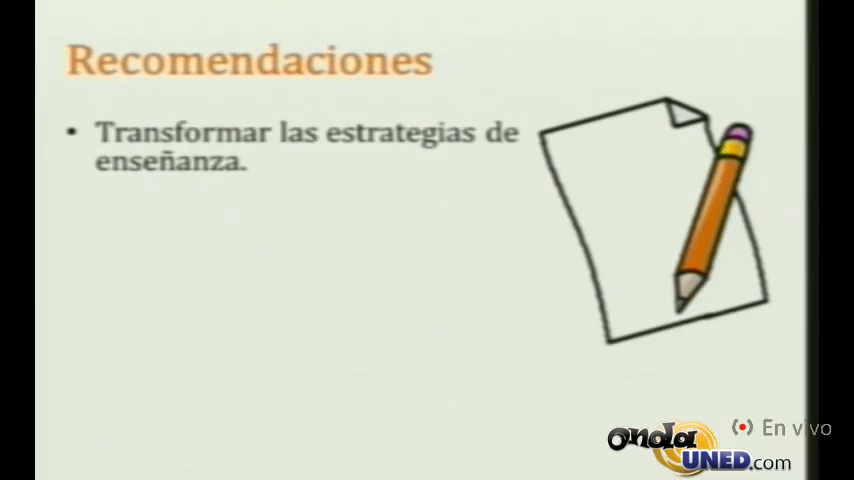 Recomendaciones
• Transformar las estrategias de
enseñanza.
En vivo
onda
UNED.com